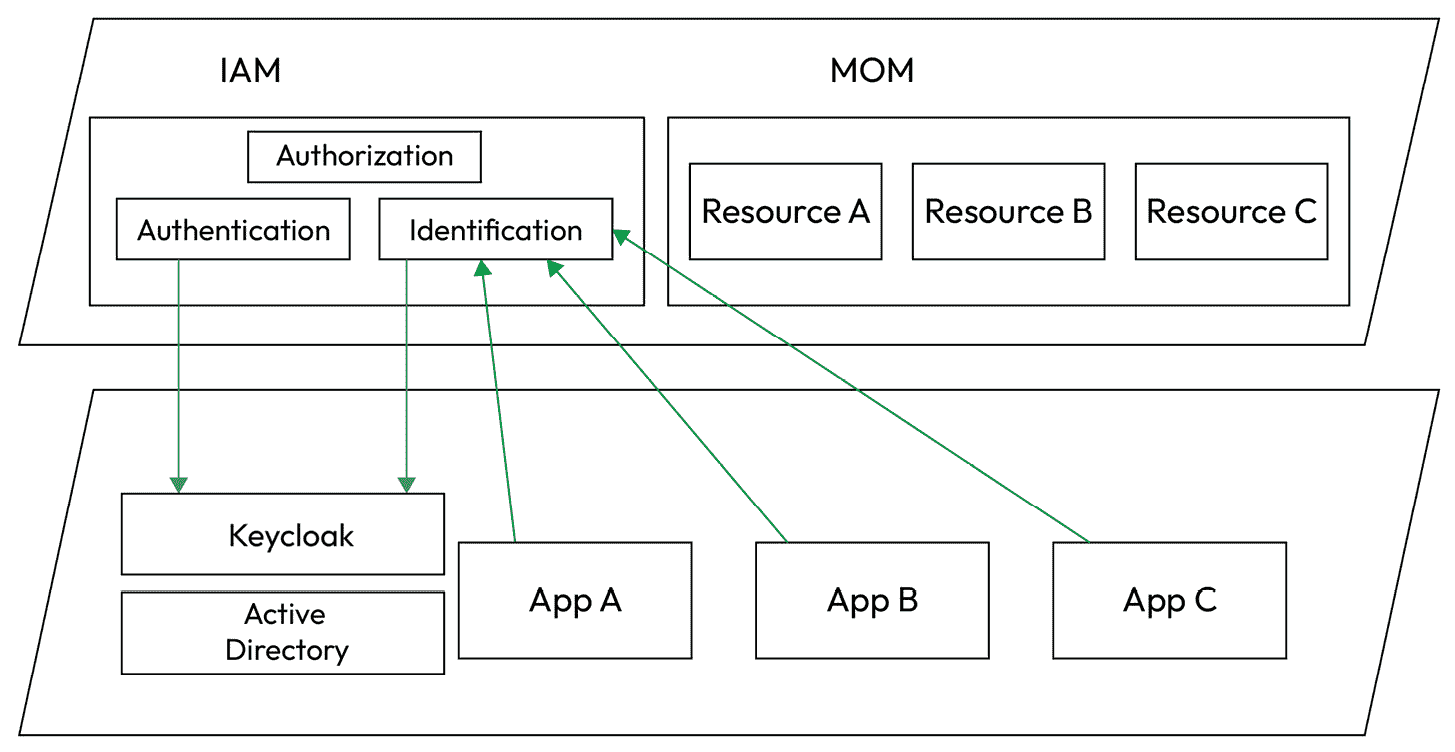 IAM
MOM
Authorization
Authentication
Identification
Resource A
Resource B
Resource C
Keycloak
Active
Directory
App A
App B
App C